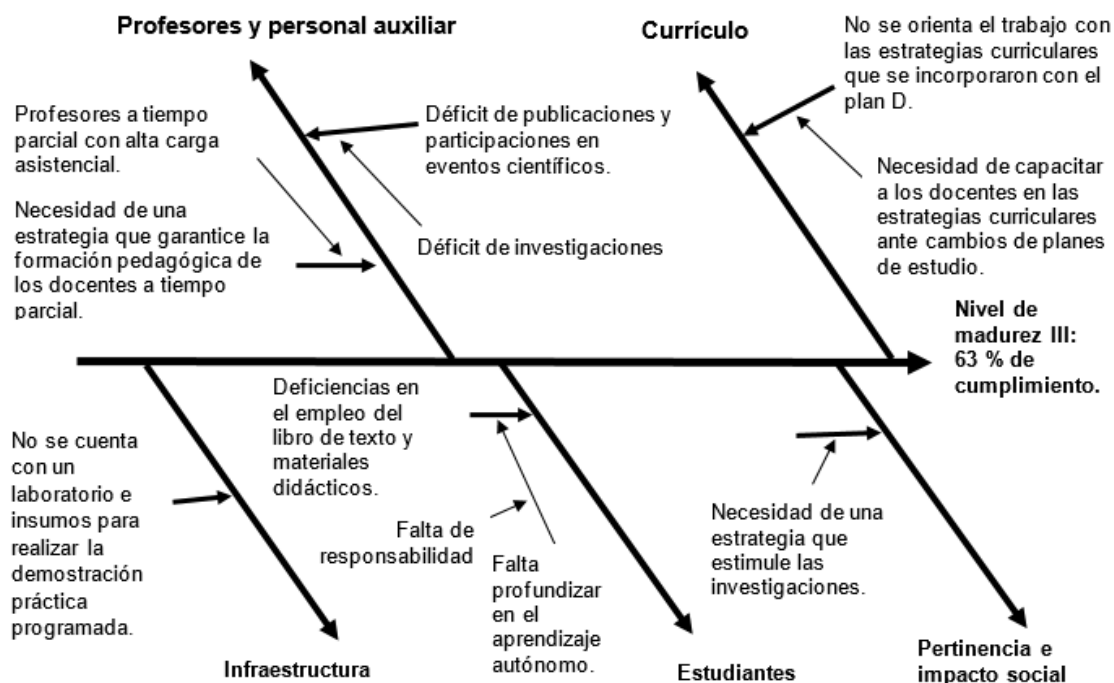 Profesores y personal auxiliar
Currículo
No se orienta el trabajo con
las estrategias curriculares
que se incorporaron con el
plan D.
Profesores a tiempo
parcial con alta carga
asistencial.
Déficit de publicaciones y
participaciones en
eventos científicos.
Necesidad de capacitar
a los docentes en las
estrategias curriculares
ante cambios de planes
de estudio.
Necesidad de una
estrategia que garantice la
formación pedagógica de
los docentes a tiempo
parcial.
Déficit de investigaciones
Nivel de
madurez III:
63 % de
cumplimiento.
Deficiencias en
el empleo del
libro de texto y
materiales
didácticos.
No se cuenta
con un
laboratorio e
insumos para
realizar la
demostración
práctica
programada.
Falta de
responsabilidad
Falta
profundizar
en el
aprendizaje
autónomo.
Necesidad de una
estrategia que
estimule las
investigaciones.
Infraestructura
Estudiantes
Pertinencia e
impacto social